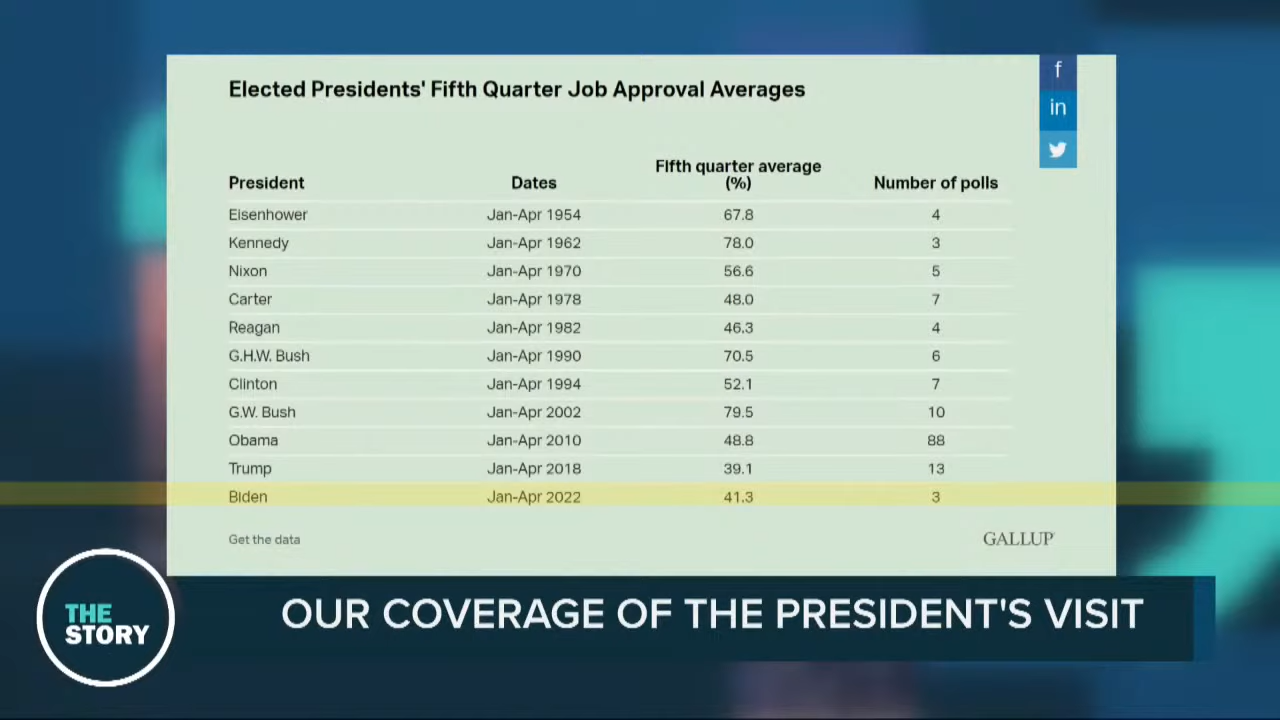 Elected Presidents' Fifth Quarter Job Approval Averages
f
in
President Dates Fifth quarter average (%) Number of polls
Eisenhower Jan-Apr 1954 67.8 4
Kennedy Jan-Apr 1962 78.0 3
Nixon Jan-Apr 1970 56.6 5
Carter Jan-Apr 1978 48.0 7
Reagan Jan-Apr 1982 46.3 4
G.H.W. Bush Jan-Apr 1990 70.5 6
Clinton Jan-Apr 1994 52.1 7
G.W. Bush Jan-Apr 2002 79.5 10
Obama Jan-Apr 2010 48.8 88
Trump Jan-Apr 2018 39.1 13
Biden Jan-Apr 2022 41.3 3
Get the data GALLUP
THE
STORY
OUR COVERAGE OF THE PRESIDENT'S VISIT